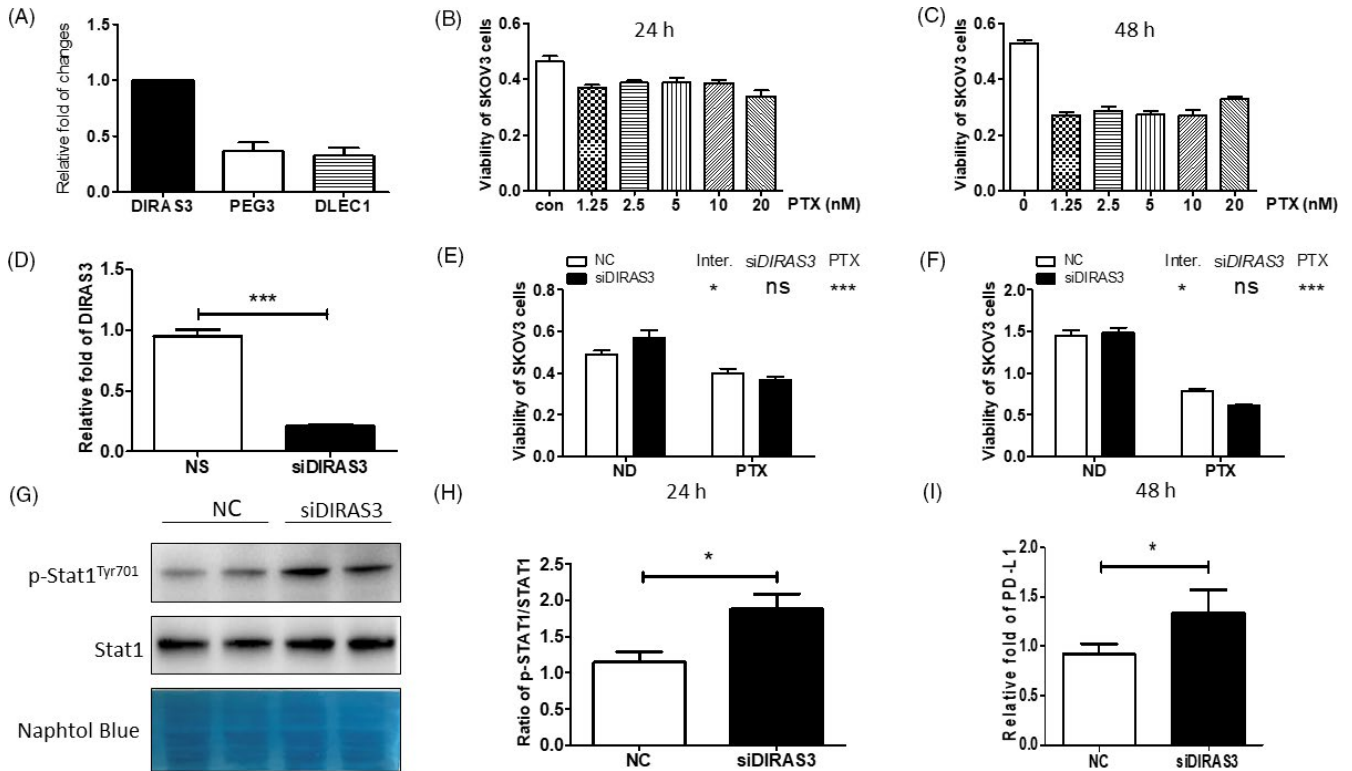 (A)
Relative fold of changes
1.5
1.0
0.5
0.0
DIRAS3 PEG3 DLEC1
(B)
24 h
Viability of SKOV3 cells
0.6
0.4
0.2
0.0
con 1.25 2.5 5 10 20 PTX (nM)
(C)
48 h
Viability of SKOV3 cells
0.6
0.4
0.2
0.0
0 1.25 2.5 5 10 20 PTX (nM)
(D)
Relative fold of DIRAS3
1.5
1.0
0.5
0.0
***
NS siDIRAS3
(E)
NC
siDIRAS3
Inter. siDIRAS3 PTX
* ns ***
Viability of SKOV3 cells
0.8
0.6
0.4
0.2
0.0
ND PTX
24 h
(F)
NC
siDIRAS3
Inter. siDIRAS3 PTX
* ns ***
Viability of SKOV3 cells
2.0
1.5
1.0
0.5
0.0
ND PTX
48 h
(G)
NC siDIRAS3
p-Stat1Tyr701
Stat1
Naphtol Blue
(H)
Ratio of p-STAT1/STAT1
2.5
2.0
1.5
1.0
0.5
0.0
*
NC siDIRAS3
(I)
Relative fold of PD-L1
2.0
1.5
1.0
0.5
0.0
*
NC siDIRAS3